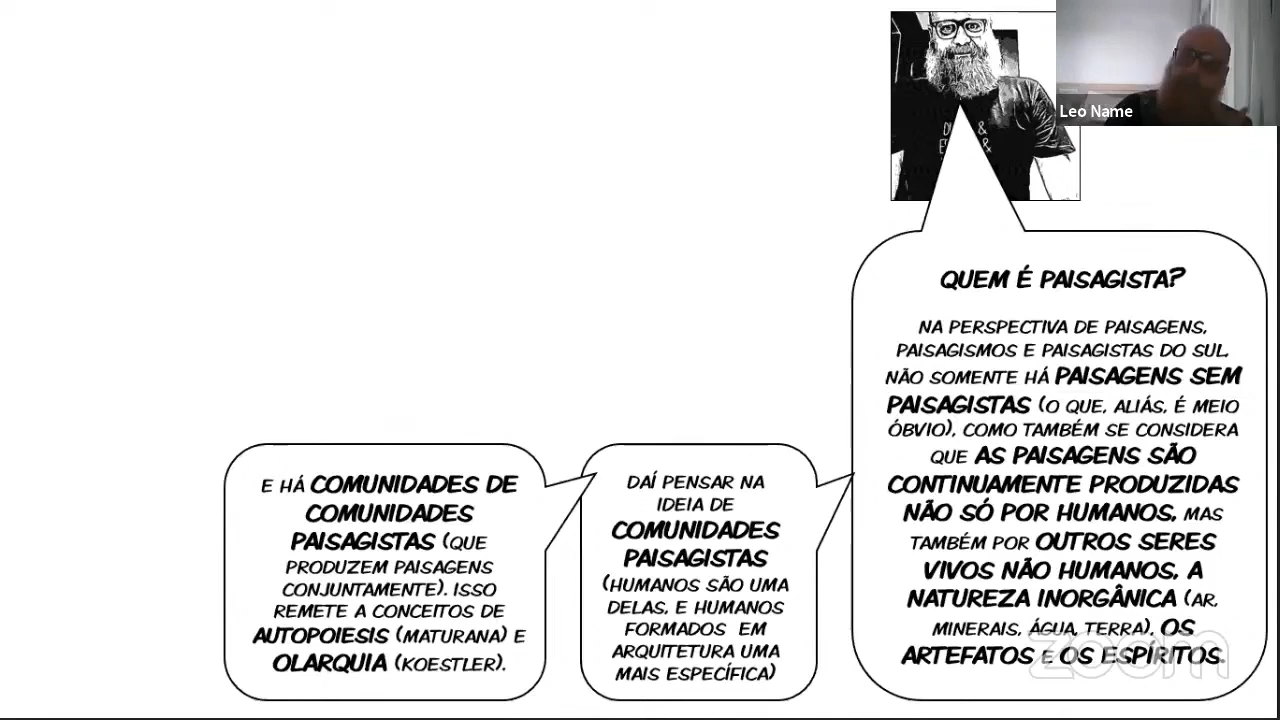 Leo Name
QUEM É PAISAGISTA?
NA PERSPECTIVA DE PAISAGENS,
PAISAGISMOS E PAISAGISTAS DO SUL,
NÃO SOMENTE HÁ PAISAGENS SEM
PAISAGISTAS (O QUE, ALIÁS, É MEIO
ÓBVIO), COMO TAMBÉM SE CONSIDERA
QUE AS PAISAGENS SÃO
CONTINUAMENTE PRODUZIDAS
NÃO SÓ POR HUMANOS, MAS
TAMBÉM POR OUTROS SERES
VIVOS NÃO HUMANOS, A
NATUREZA INORGÂNICA (AR,
MINERAIS, ÁGUA, TERRA), OS
ARTEFATOS E OS ESPÍRITOS.
DAÍ PENSAR NA
IDEIA DE
COMUNIDADES
PAISAGISTAS
(HUMANOS SÃO UMA
DELAS, E HUMANOS
FORMADOS EM
ARQUITETURA UMA
MAIS ESPECÍFICA)
E HÁ COMUNIDADES DE
COMUNIDADES
PAISAGISTAS (QUE
PRODUZEM PAISAGENS
CONJUNTAMENTE). ISSO
REMETE A CONCEITOS DE
AUTOPOIESIS (MATURANA) E
OLARQUIA (KOESTLER).
zoom